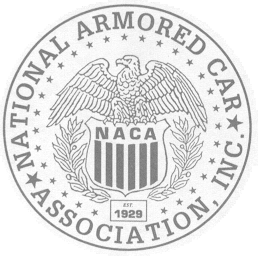 NATIONAL ARMORED CAR
NACA
EST.
1929
ASSOCIATION, INC.